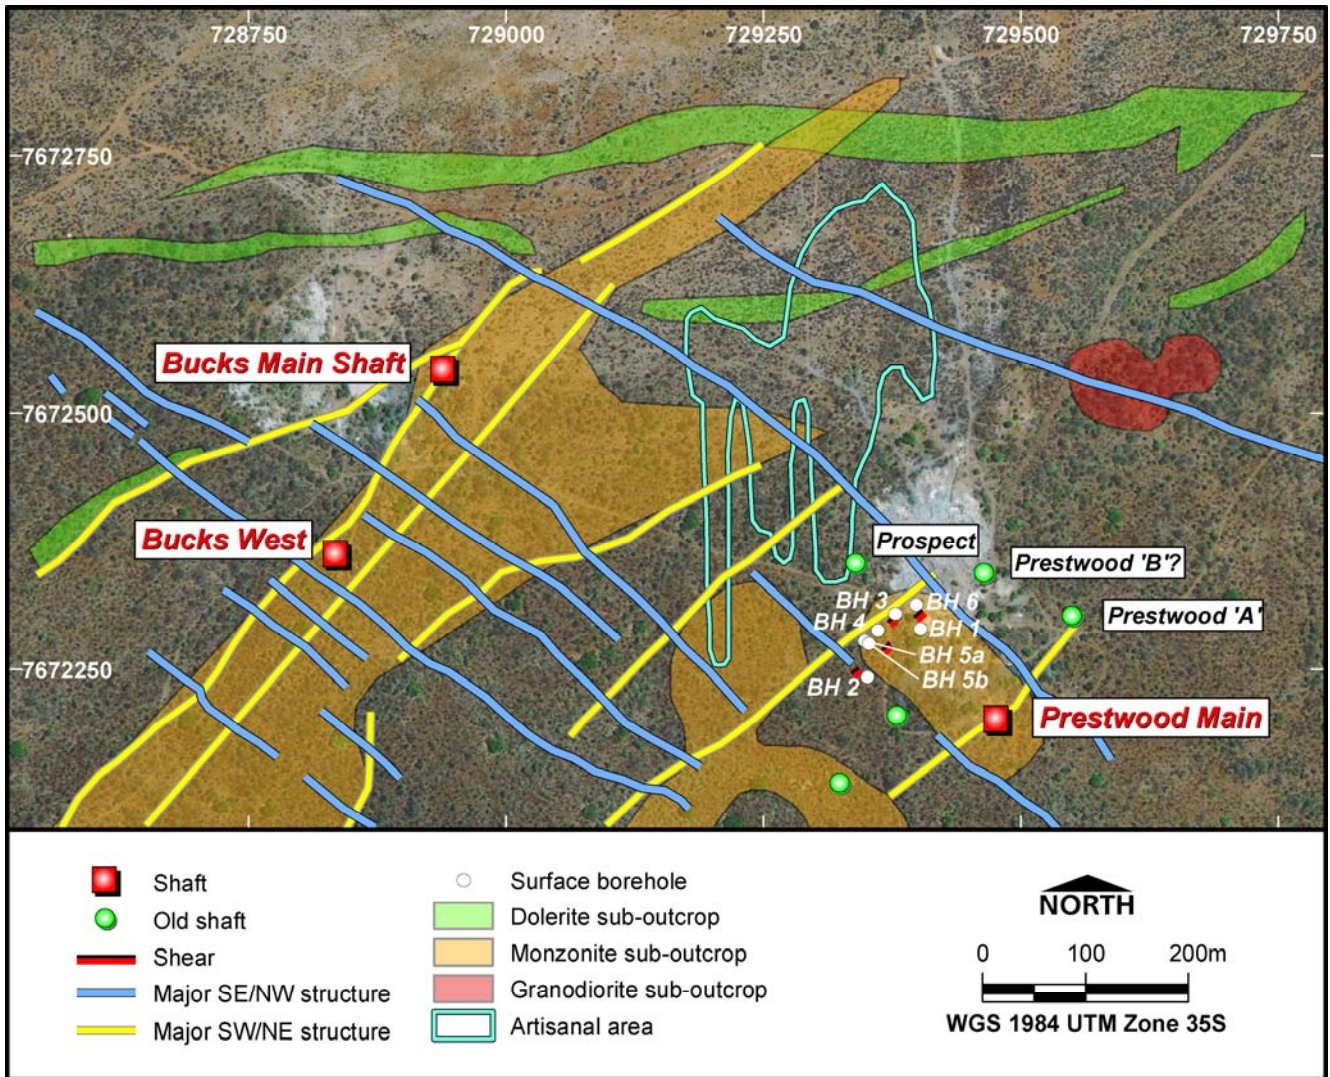 728750
729000
729250
729500
729750
7672750
Bucks Main Shaft
7672500
Bucks West
Prospect
Prestwood 'B'?
BH 3
BH 6
Prestwood 'A'
BH 4
BH 1
BH 5a
7672250
BH 2
BH 5b
Prestwood Main
Shaft
Old shaft
Shear
Major SE/NW structure
Major SW/NE structure
Surface borehole
Dolerite sub-outcrop
Monzonite sub-outcrop
Granodiorite sub-outcrop
Artisanal area
NORTH
0 100 200m
WGS 1984 UTM Zone 35S